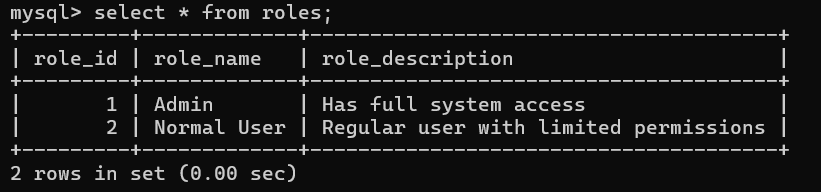 mysql> select * from roles;
+---------+-------------+---------------------------------------+
| role_id | role_name   | role_description                      |
+---------+-------------+---------------------------------------+
|       1 | Admin       | Has full system access                |
|       2 | Normal User | Regular user with limited permissions |
+---------+-------------+---------------------------------------+
2 rows in set (0.00 sec)